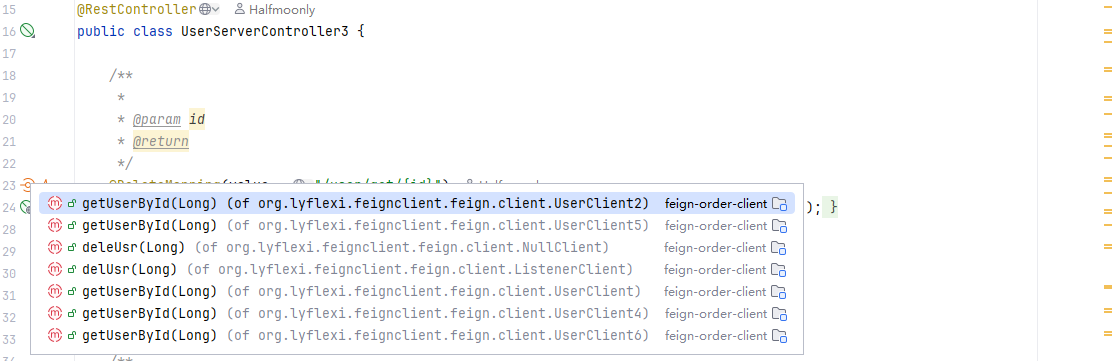 15 @RestController Halfmoonly
16 public class UserServerController3 {
17
18 /**
19 *
20 * @param id
21 * @return
22 */
23
24 ); }
28 getUserById(Long) (of org.lyflexi.feignclient.feign.client.UserClient2) feign-order-client
getUserById(Long) (of org.lyflexi.feignclient.feign.client.UserClient5) feign-order-client
29 deleUsr(Long) (of org.lyflexi.feignclient.feign.client.NullClient) feign-order-client
30 delUsr(Long) (of org.lyflexi.feignclient.feign.client.ListenerClient) feign-order-client
31 getUserById(Long) (of org.lyflexi.feignclient.feign.client.UserClient) feign-order-client
32 getUserById(Long) (of org.lyflexi.feignclient.feign.client.UserClient4) feign-order-client
33 getUserById(Long) (of org.lyflexi.feignclient.feign.client.UserClient6) feign-order-client
/**